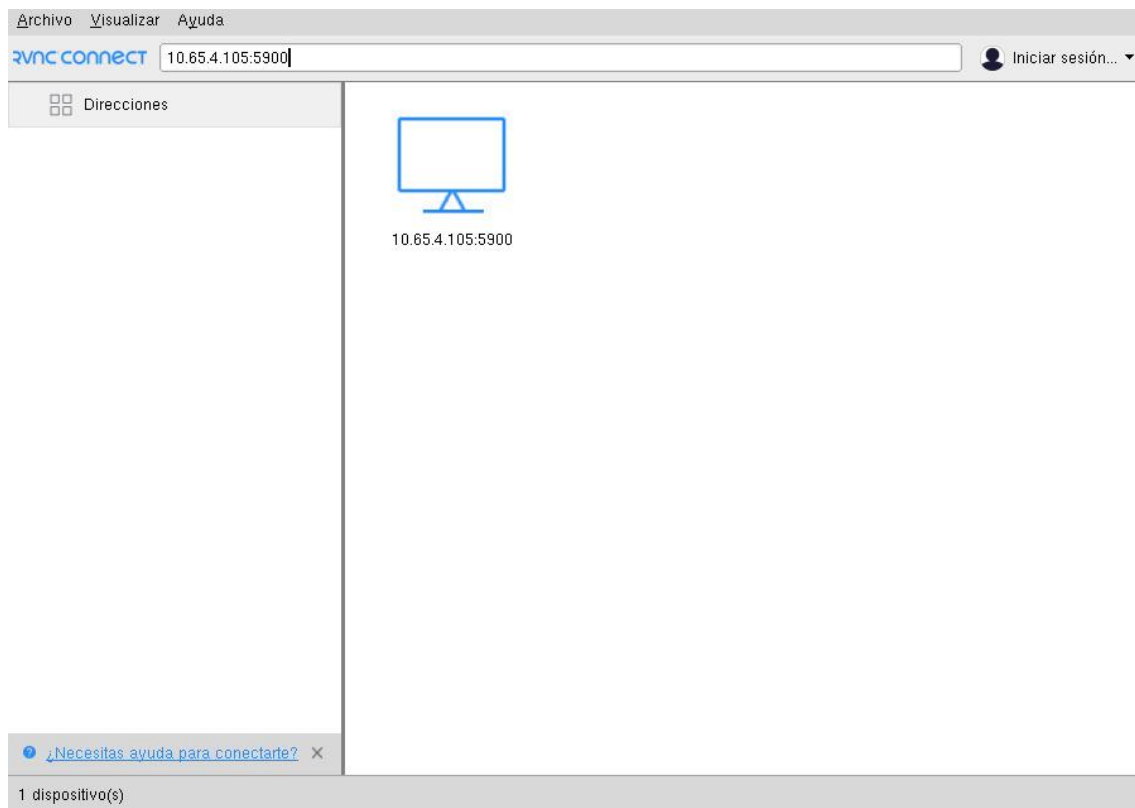 Archivo Visualizar Ayuda
RVNC CONNECT 10.65.4.105:5900 Iniciar sesión...
Direcciones
10.65.4.105:5900
¿Necesitas ayuda para conectarte?
1 dispositivo(s)